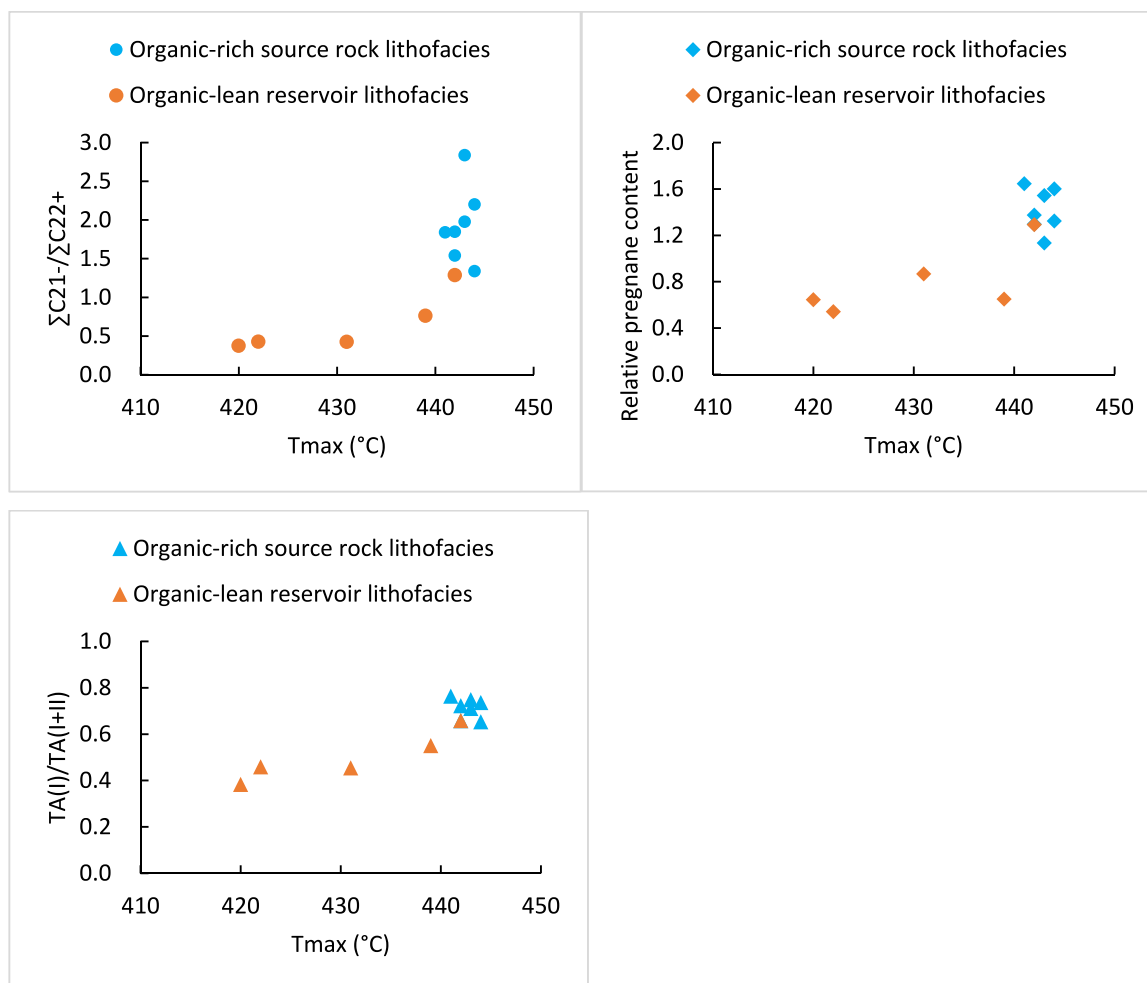 Organic-rich source rock lithofacies
Organic-lean reservoir lithofacies
∑C21-/∑C22+
3.0
2.5
2.0
1.5
1.0
0.5
0.0
410 420 430 440 450
Tmax (°C)
Organic-rich source rock lithofacies
Organic-lean reservoir lithofacies
Relative pregnane content
2.0
1.6
1.2
0.8
0.4
0.0
410 420 430 440 450
Tmax (°C)
Organic-rich source rock lithofacies
Organic-lean reservoir lithofacies
TA(I)/TA(I+II)
1.0
0.8
0.6
0.4
0.2
0.0
410 420 430 440 450
Tmax (°C)